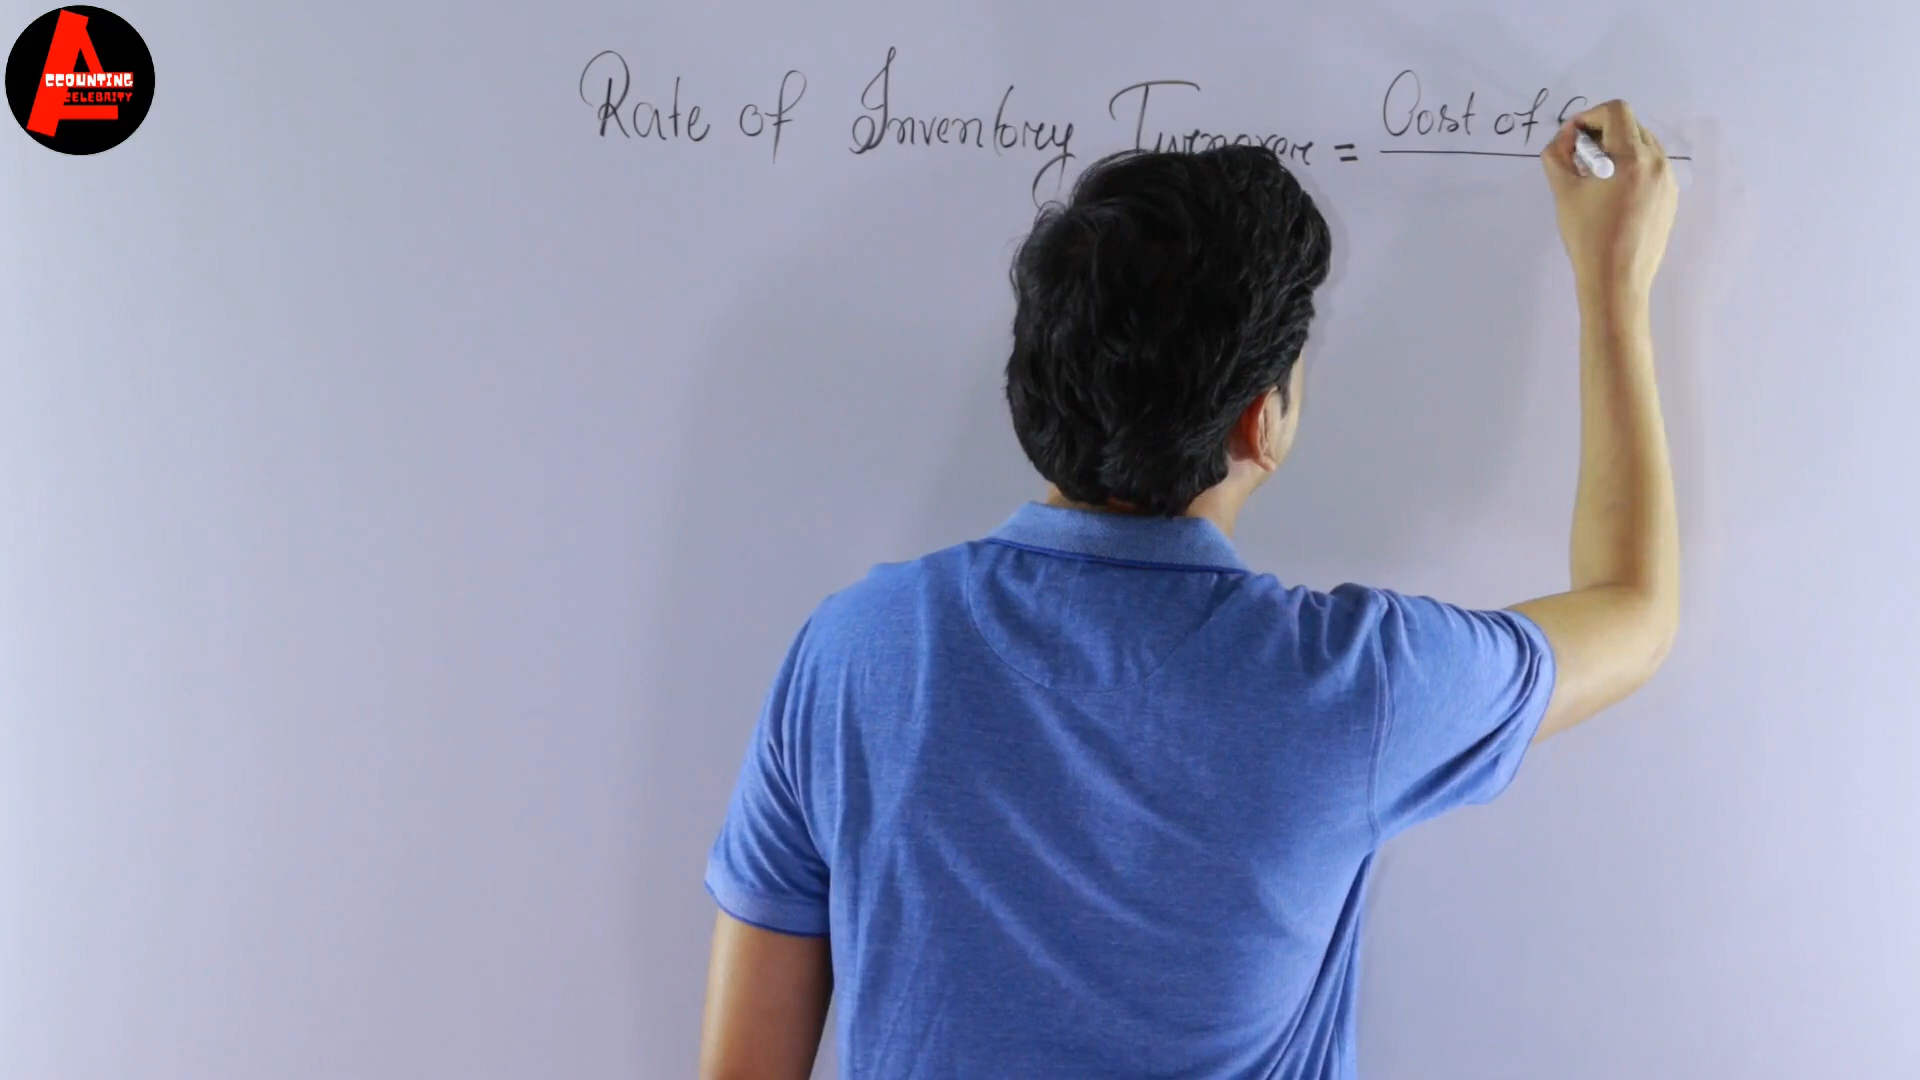 ACCOUNTING
CELEBRITY
Rate of Inventory Turnover = Cost of